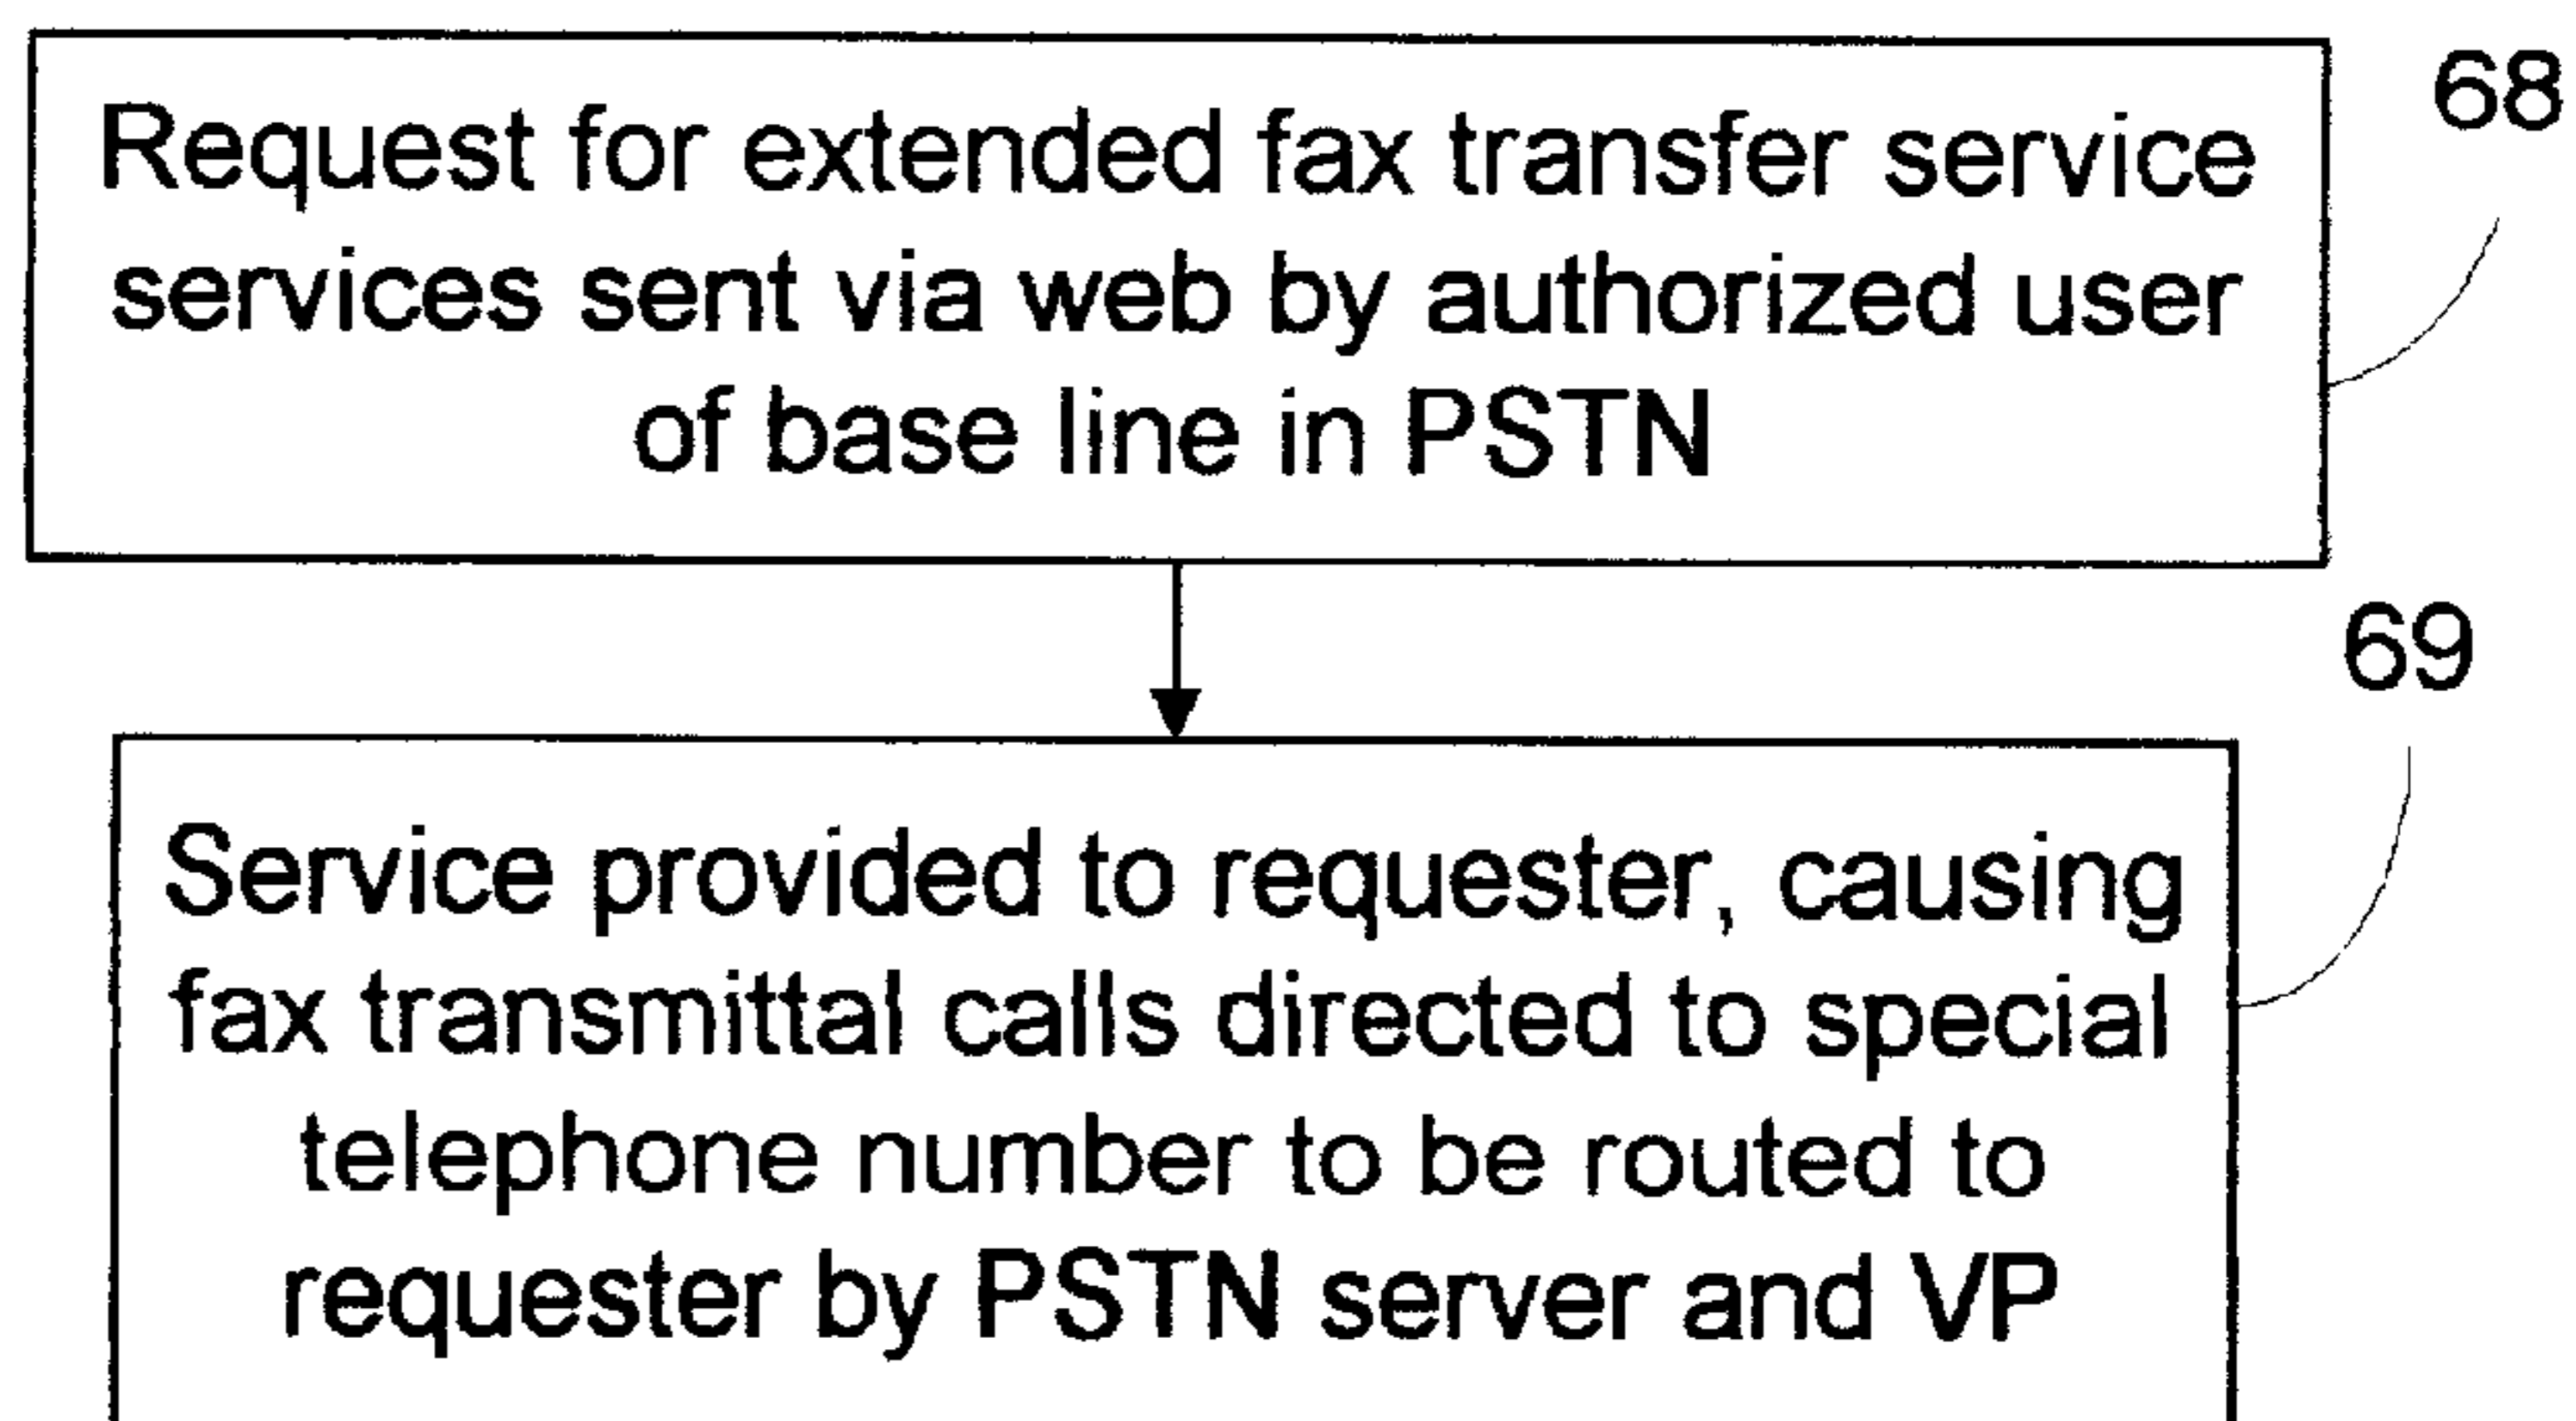 Request for extended fax transfer service
services sent via web by authorized user
of base line in PSTN
68
69
Service provided to requester, causing
fax transmittal calls directed to special
telephone number to be routed to
requester by PSTN server and VP